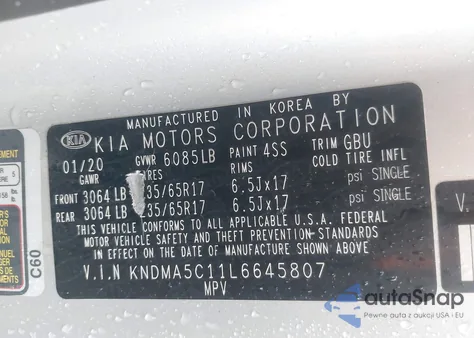 MANUFACTURED IN KOREA BY
KIA KIA MOTORS CORPORATION
01/20 GVWR 6085LB PAINT 4SS TRIM GBU
GAWR RIMS COLD TIRE INFL
FRONT 3064 LB 35/65R17 6.5Jx17 psi SINGLE
REAR 3064 LB 235/65R17 6.5Jx17 psi SINGLE
THIS VEHICLE CONFORMS TO ALL APPLICABLE U.S.A. FEDERAL
MOTOR VEHICLE SAFETY AND THEFT PREVENTION STANDARDS
IN EFFECT ON THE DATE OF MANUFACTURE SHOWN ABOVE
V.I.N KNDMA5C11L6645807
MPV
C60
autoSnap
Pewne auta z aukcji USA i EU